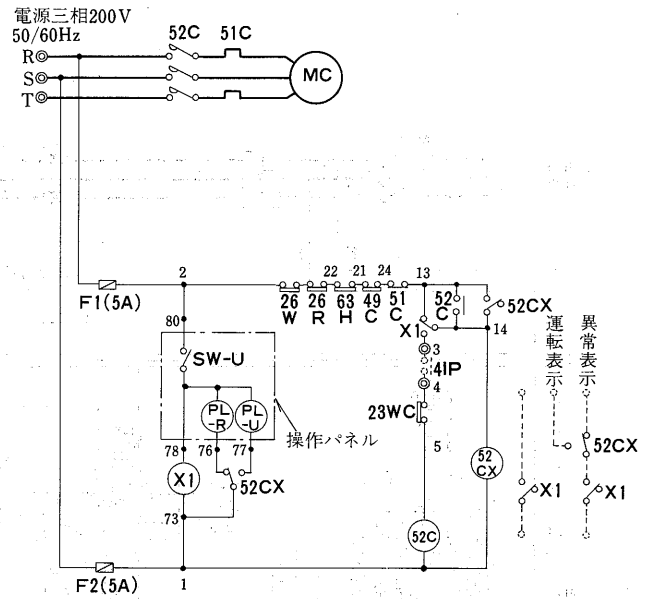 電源三相200V
50/60Hz
52C 51C
R
S
T
MC
2
22 21 24 13
F1(5A)
26 26 63 49 51 52
W R H C C C
52CX
X1
14
80
SW-U
3
4IP
4
PL-R
PL-U
23WC
操作パネル
78 76 77
X1
52CX
5
52CX
73
52C
F2(5A)
1
運転表示
異常表示
52CX
X1
X1